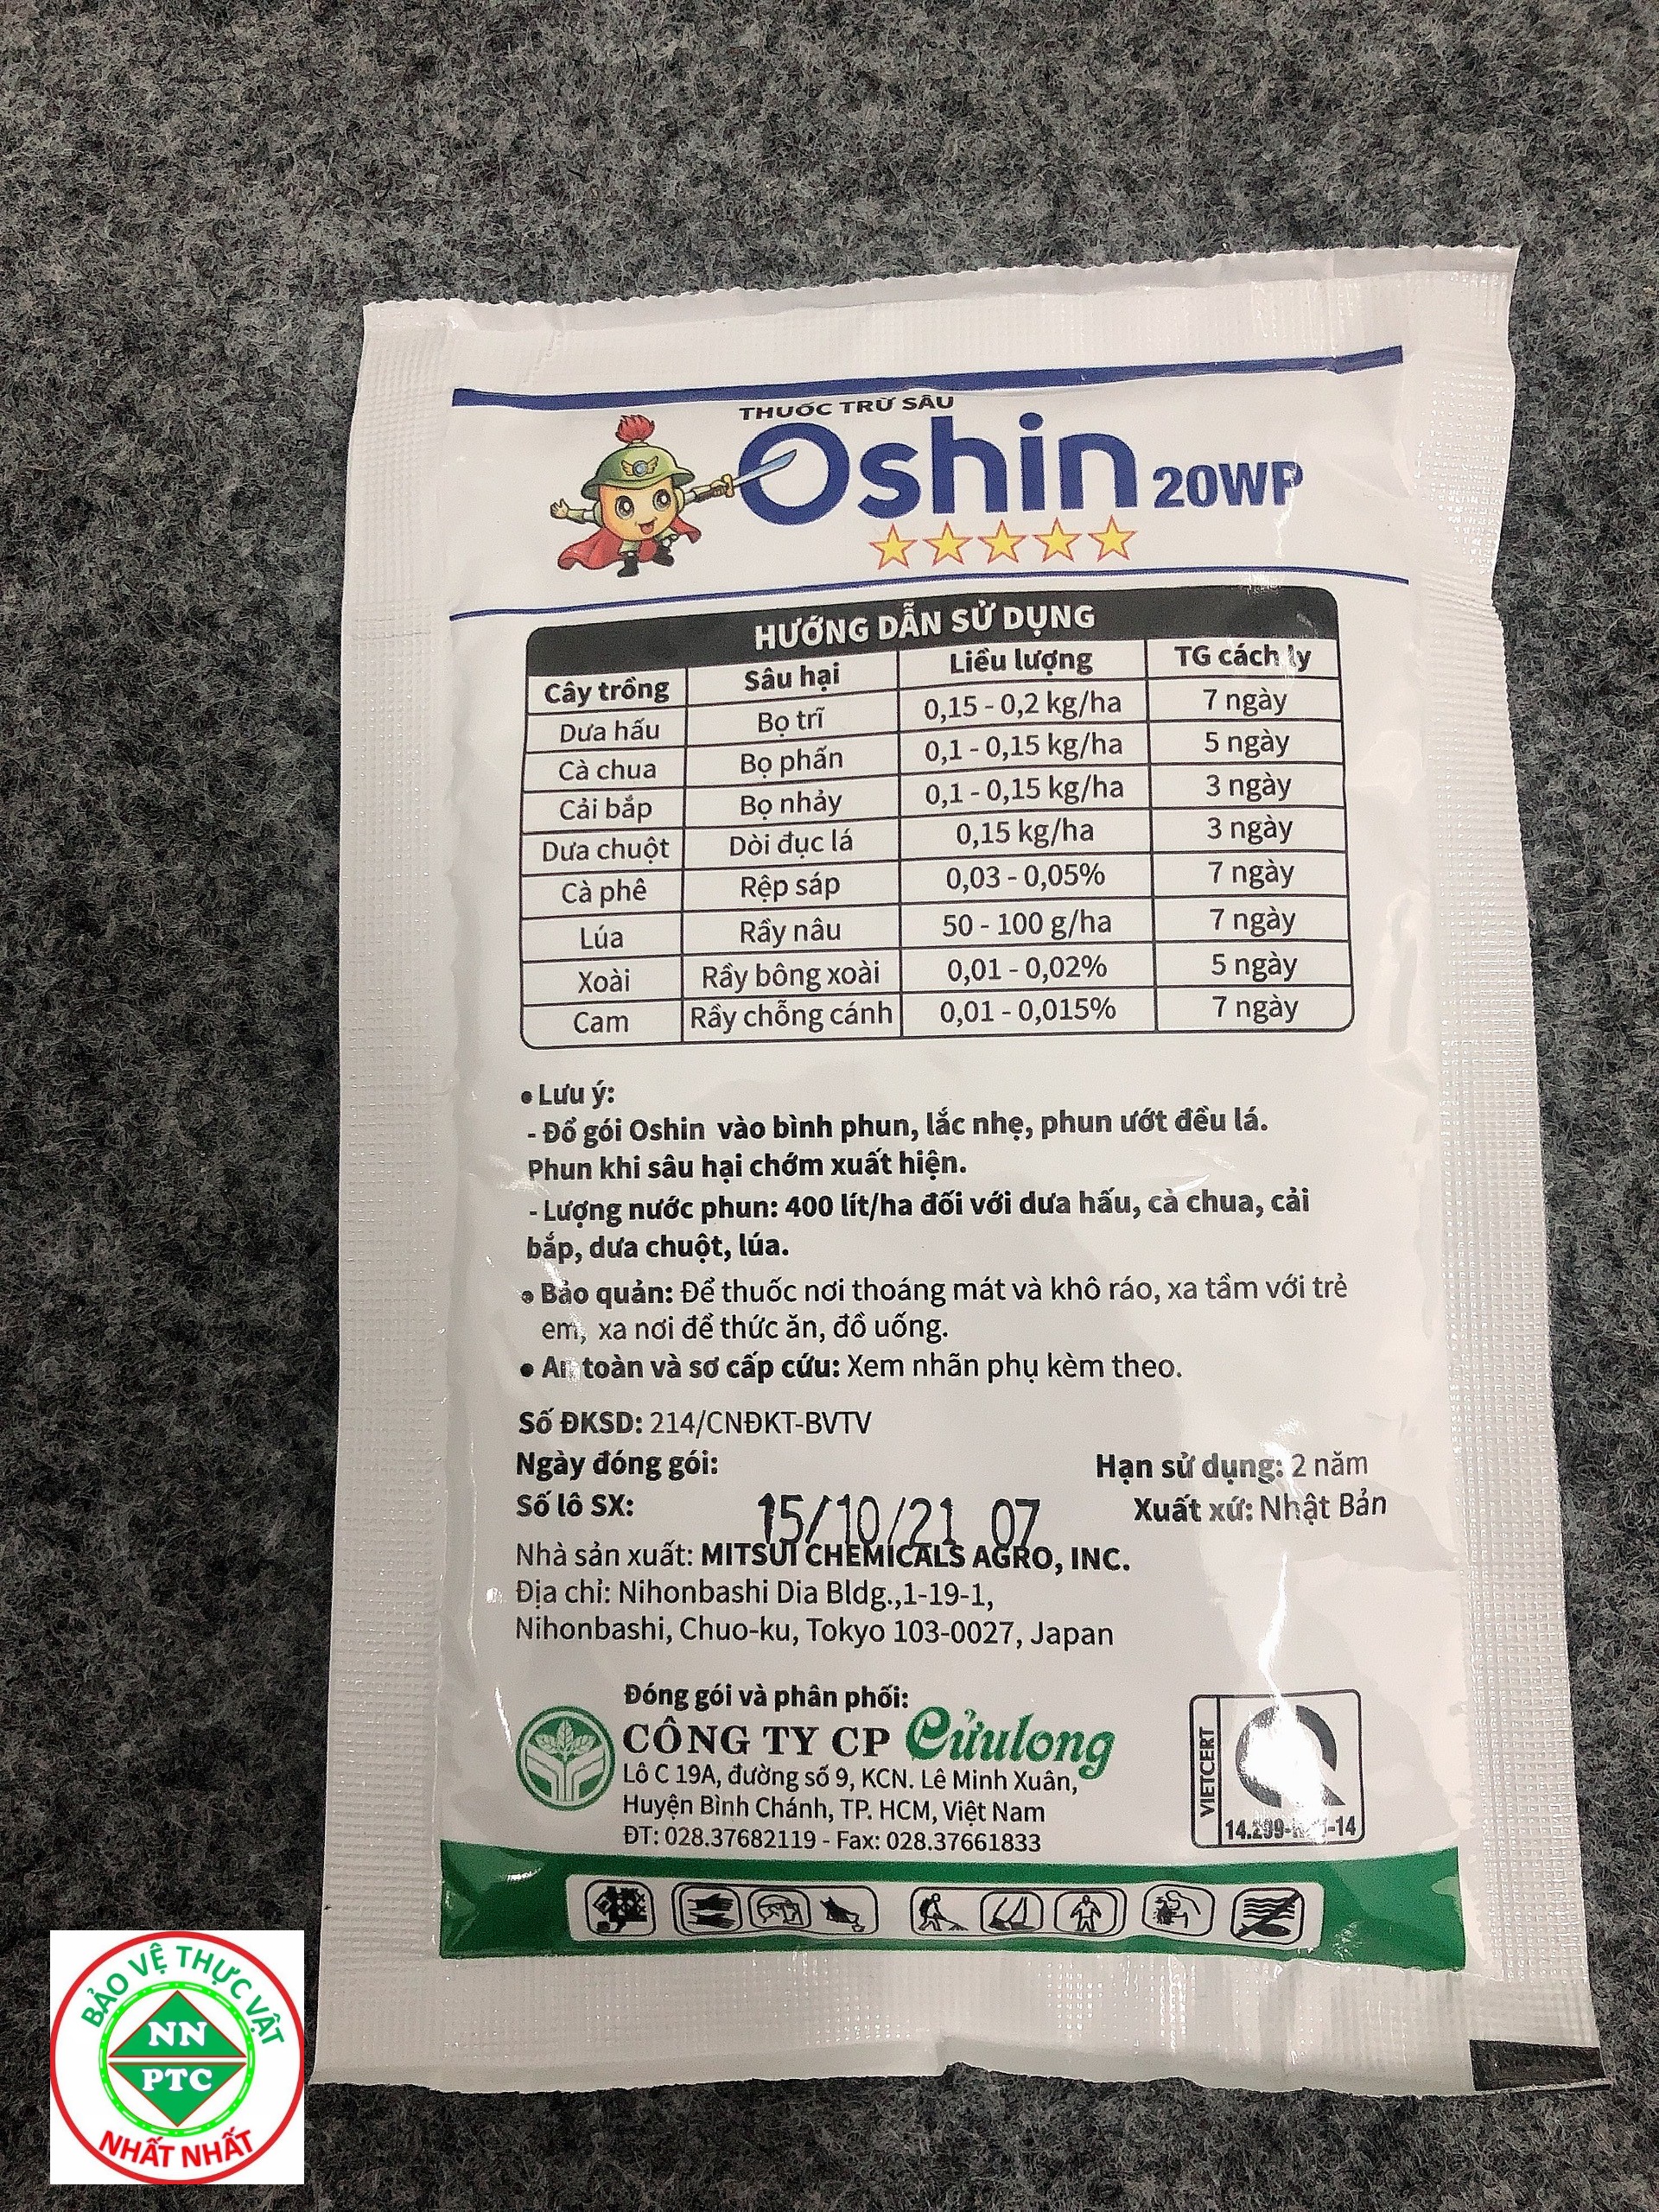 THUỐC TRỪ SÂU
Oshin 20WP
HƯỚNG DẪN SỬ DỤNG
Cây trồng Sâu hại Liều lượng TG cách ly
Dưa hấu Bọ trĩ 0,15 - 0,2 kg/ha 7 ngày
Cà chua Bọ phấn 0,1 - 0,15 kg/ha 5 ngày
Cải bắp Bọ nhảy 0,1 - 0,15 kg/ha 3 ngày
Dưa chuột Dòi đục lá 0,15 kg/ha 3 ngày
Cà phê Rệp sáp 0,03 - 0,05% 7 ngày
Lúa Rầy nâu 50 - 100 g/ha 7 ngày
Xoài Rầy bông xoài 0,01 - 0,02% 5 ngày
Cam Rầy chỗng cánh 0,01 - 0,015% 7 ngày
• Lưu ý:
- Đổ gói Oshin vào bình phun, lắc nhẹ, phun ướt đều lá.
Phun khi sâu hại chớm xuất hiện.
- Lượng nước phun: 400 lít/ha đối với dưa hấu, cà chua, cải
bắp, dưa chuột, lúa.
• Bảo quản: Để thuốc nơi thoáng mát và khô ráo, xa tầm với trẻ
em, xa nơi để thức ăn, đồ uống.
• An toàn và sơ cấp cứu: Xem nhãn phụ kèm theo.
Số ĐKSD: 214/CNĐKT-BVTV
Ngày đóng gói: Hạn sử dụng: 2 năm
Số lô SX: 15/10/21 07 Xuất xứ: Nhật Bản
Nhà sản xuất: MITSUI CHEMICALS AGRO, INC.
Địa chỉ: Nihonbashi Dia Bldg.,1-19-1,
Nihonbashi, Chuo-ku, Tokyo 103-0027, Japan
Đóng gói và phân phối:
CÔNG TY CP Cửulong
Lô C 19A, đường số 9, KCN. Lê Minh Xuân,
Huyện Bình Chánh, TP. HCM, Việt Nam
ĐT: 028.37682119 - Fax: 028.37661833
VIETCERT
BẢO VỆ THỰC VẬT
NN
PTC
NHẤT NHẤT